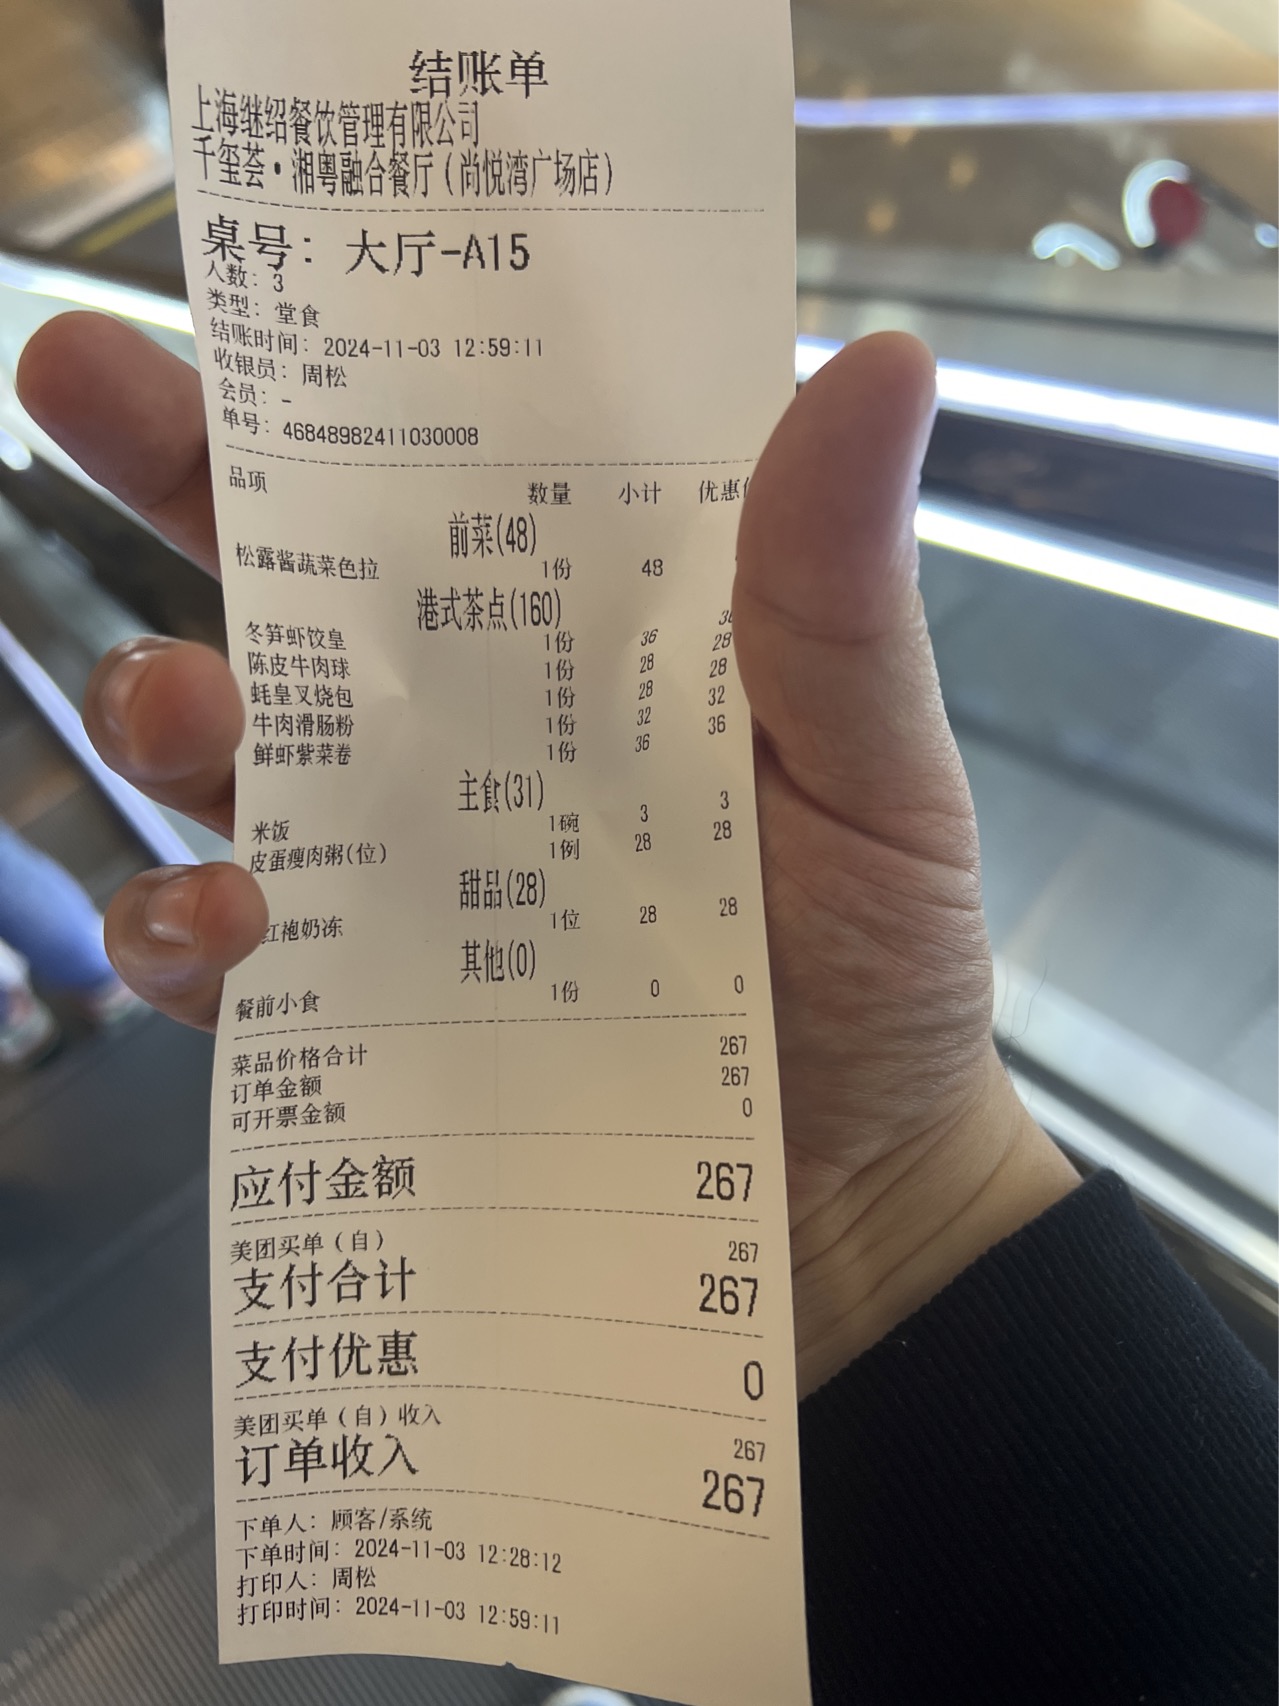 结账单
上海继绍餐饮管理有限公司
千玺荟·湘粤融合餐厅(尚悦湾广场店)
桌号: 大厅-A15
人数: 3
类型: 堂食
结账时间: 2024-11-03 12:59:11
收银员: 周松
会员: -
单号: 46848982411030008
品项 数量 小计 优惠
前菜(48)
松露酱蔬菜色拉 1份 48
港式茶点(160)
冬笋虾饺皇 1份 36
陈皮牛肉球 1份 28 28
蚝皇叉烧包 1份 28 28
牛肉滑肠粉 1份 32 32
鲜虾紫菜卷 1份 36 36
主食(31)
米饭 1碗 3 3
皮蛋瘦肉粥(位) 1例 28 28
甜品(28)
红袍奶冻 1位 28 28
其他(0)
餐前小食 1份 0 0
菜品价格合计 267
订单金额 267
可开票金额 0
应付金额 267
美团买单(自) 267
支付合计 267
支付优惠 0
美团买单(自)收入 267
订单收入 267
下单人: 顾客/系统
下单时间: 2024-11-03 12:28:12
打印人: 周松
打印时间: 2024-11-03 12:59:11